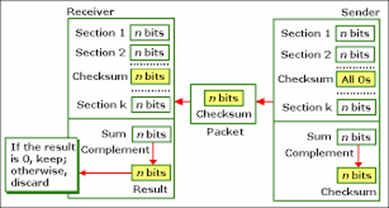 Receiver
Sender
Section 1 n bits
Section 2 n bits
Checksum n bits
Section k n bits
Sum n bits
Complement
n bits
Result
If the result
is 0, keep;
otherwise,
discard
n bits
Checksum
Packet
Section 1 n bits
Section 2 n bits
Checksum All 0s
Section k n bits
Sum n bits
Complement
n bits
Checksum